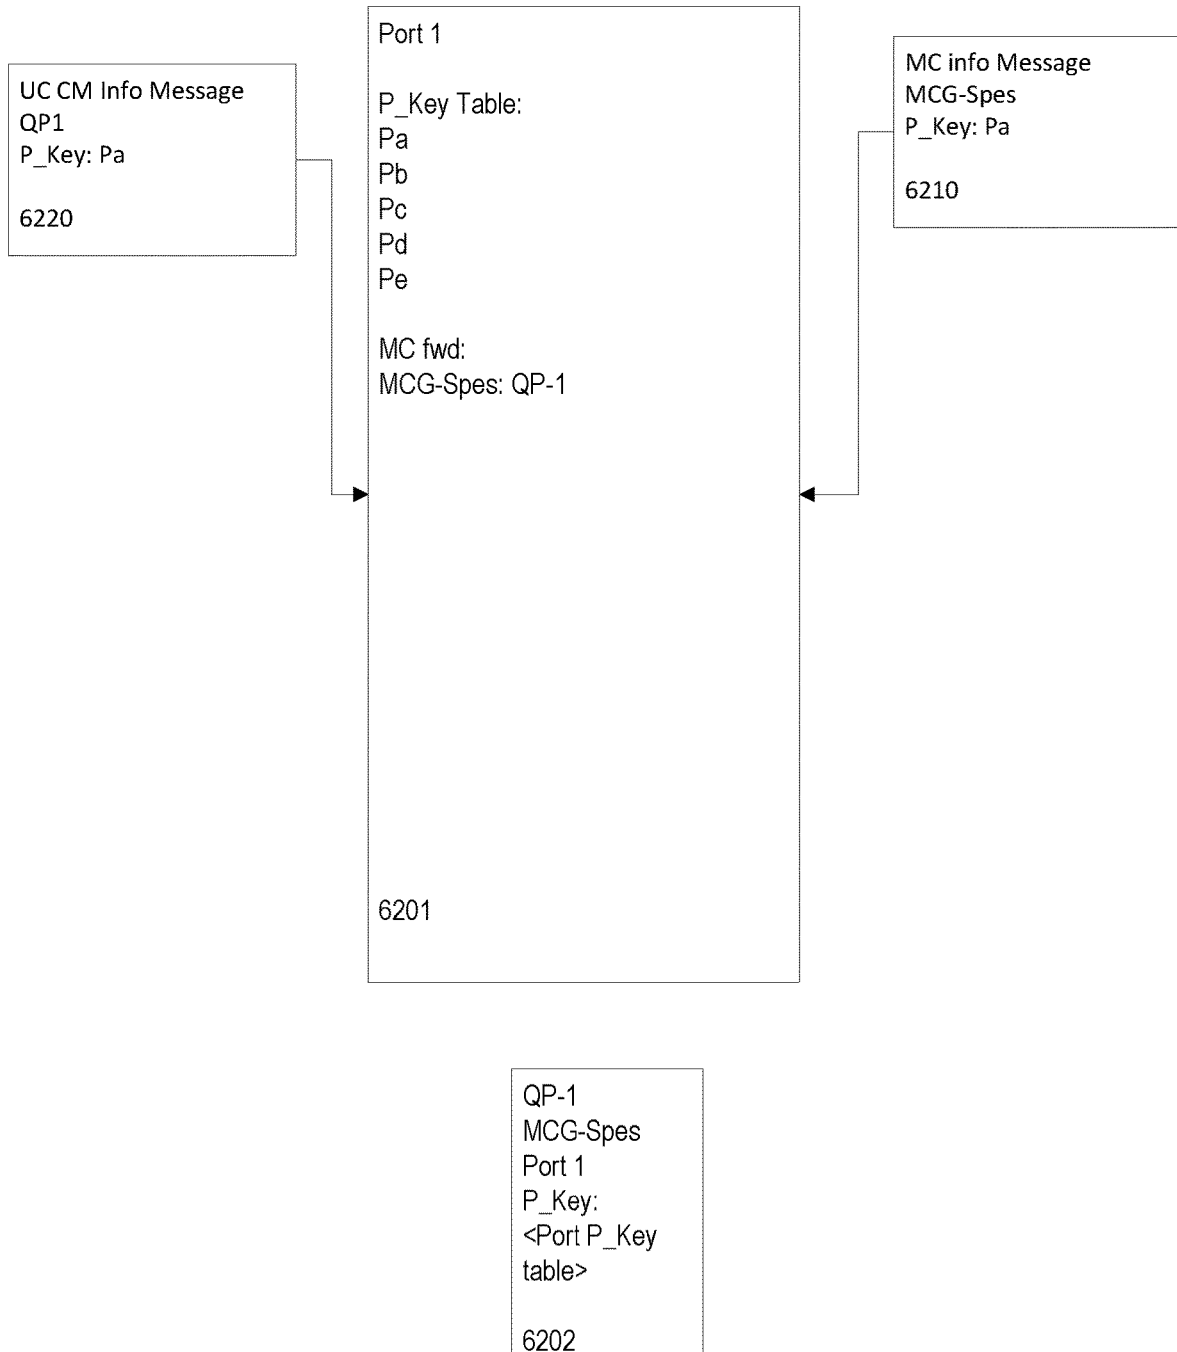 UC CM Info Message
QP1
P_Key: Pa
6220
Port 1
P_Key Table:
Pa
Pb
Pc
Pd
Pe
MC fwd:
MCG-Spes: QP-1
6201
MC info Message
MCG-Spes
P_Key: Pa
6210
QP-1
MCG-Spes
Port 1
P_Key:
<Port P_Key
table>
6202